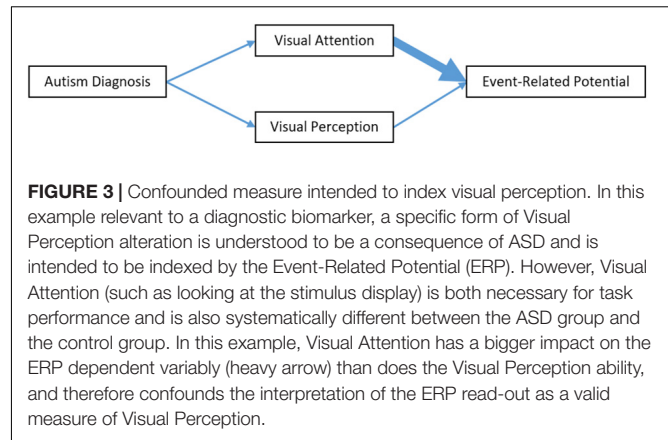 Visual Attention
Autism Diagnosis
Event-Related Potential
Visual Perception
FIGURE 3 | Confounded measure intended to index visual perception. In this
example relevant to a diagnostic biomarker, a specific form of Visual
Perception alteration is understood to be a consequence of ASD and is
intended to be indexed by the Event-Related Potential (ERP). However, Visual
Attention (such as looking at the stimulus display) is both necessary for task
performance and is also systematically different between the ASD group and
the control group. In this example, Visual Attention has a bigger impact on the
ERP dependent variably (heavy arrow) than does the Visual Perception ability,
and therefore confounds the interpretation of the ERP read-out as a valid
measure of Visual Perception.